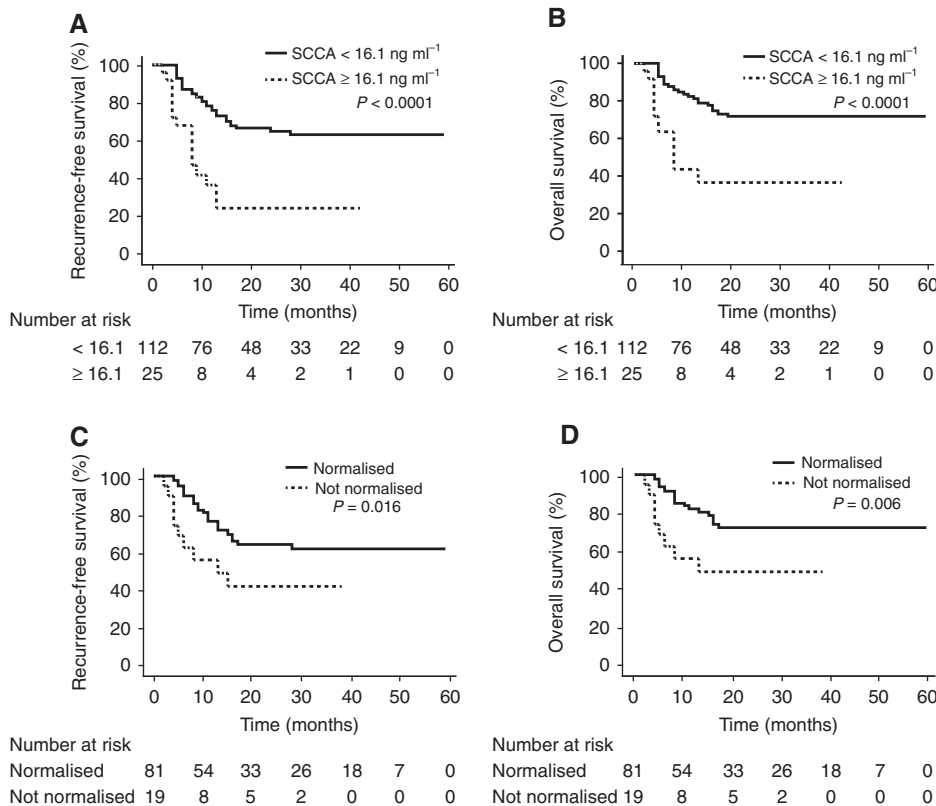 A
Recurrence-free survival (%)
100
80
60
40
20
0
SCCA < 16.1 ng ml⁻¹
SCCA ≥ 16.1 ng ml⁻¹
P < 0.0001
0 10 20 30 40 50 60
Time (months)
Number at risk
< 16.1 112 76 48 33 22 9 0
≥ 16.1 25 8 4 2 1 0 0
B
Overall survival (%)
100
80
60
40
20
0
SCCA < 16.1 ng ml⁻¹
SCCA ≥ 16.1 ng ml⁻¹
P < 0.0001
0 10 20 30 40 50 60
Time (months)
Number at risk
< 16.1 112 76 48 33 22 9 0
≥ 16.1 25 8 4 2 1 0 0
C
Recurrence-free survival (%)
100
80
60
40
20
0
Normalised
Not normalised
P = 0.016
0 10 20 30 40 50 60
Time (months)
Number at risk
Normalised 81 54 33 26 18 7 0
Not normalised 19 8 5 2 0 0 0
D
Overall survival (%)
100
80
60
40
20
0
Normalised
Not normalised
P = 0.006
0 10 20 30 40 50 60
Time (months)
Number at risk
Normalised 81 54 33 26 18 7 0
Not normalised 19 8 5 2 0 0 0